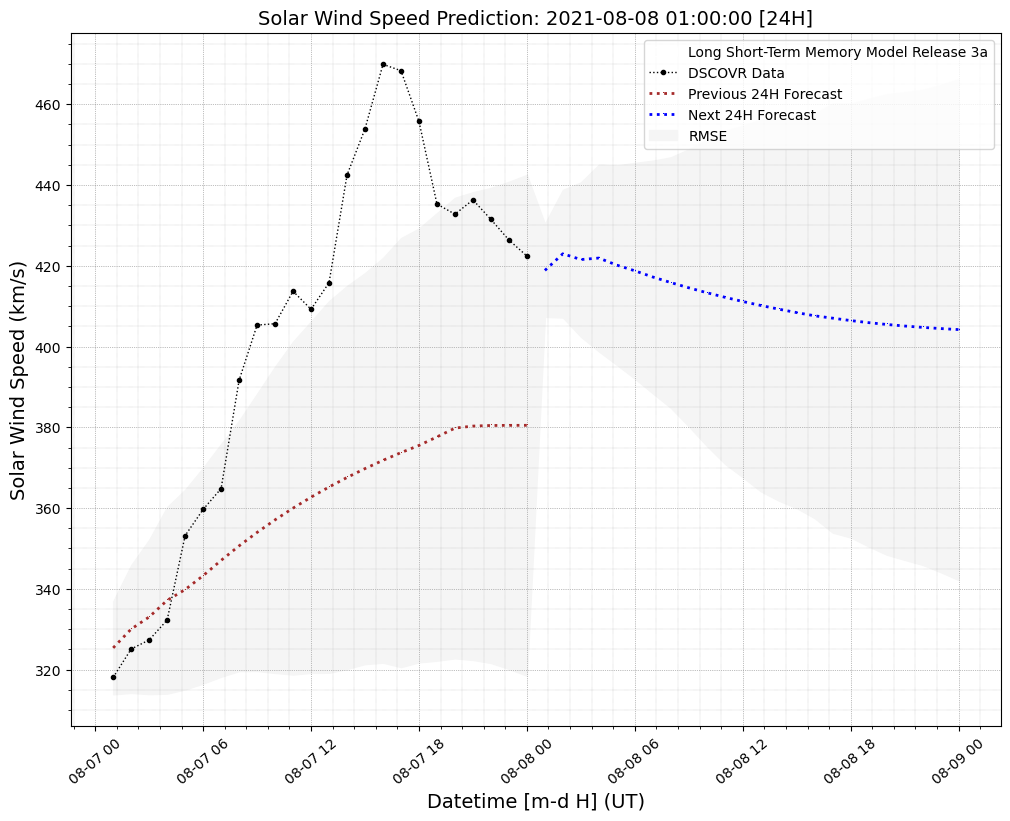 Solar Wind Speed Prediction: 2021-08-08 01:00:00 [24H]
Long Short-Term Memory Model Release 3a
DSCOVR Data
Previous 24H Forecast
Next 24H Forecast
RMSE
Solar Wind Speed (km/s)
460
440
420
400
380
360
340
320
08-07 00
08-07 06
08-07 12
08-07 18
08-08 00
08-08 06
08-08 12
08-08 18
08-09 00
Datetime [m-d H] (UT)